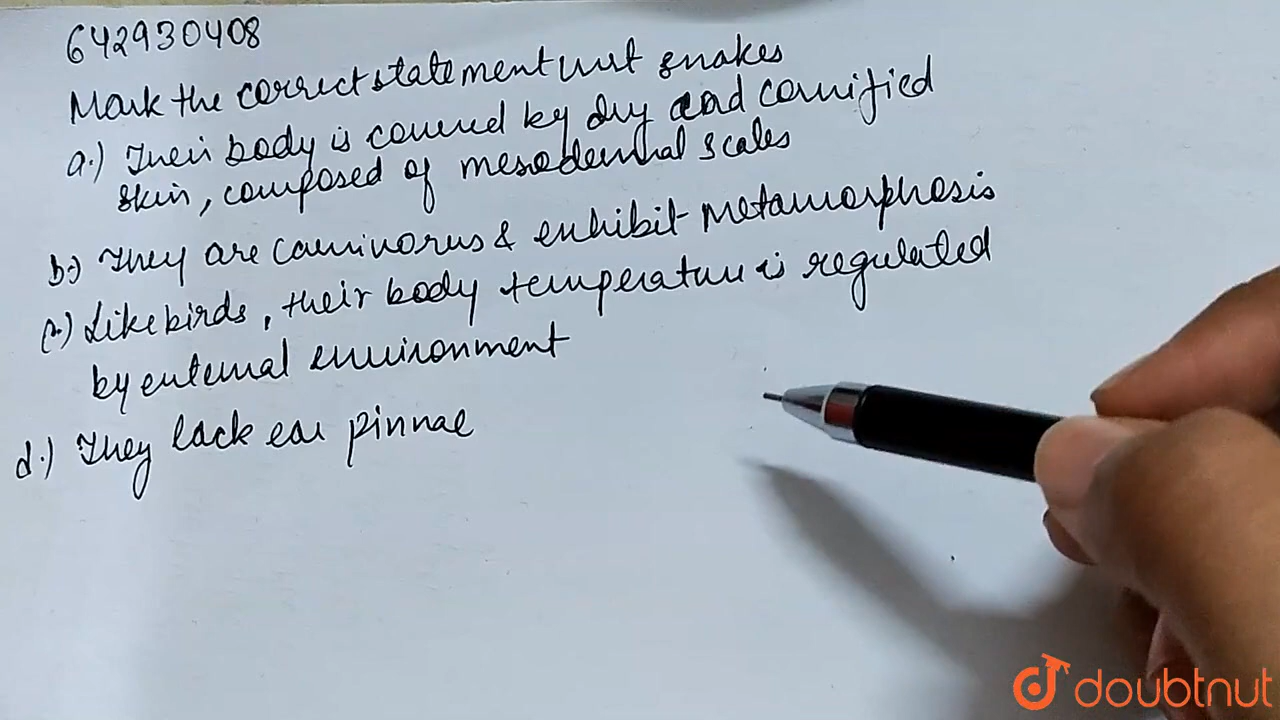 642930408
Mark the correct statement wrt snakes
a.) Their body is covered by dry and cornified
skin, composed of mesodermal scales
b.) They are carnivorus & exhibit metamorphosis
c.) Like birds, their body temperature is regulated
by external environment
d.) They lack ear pinnae
doubtnut